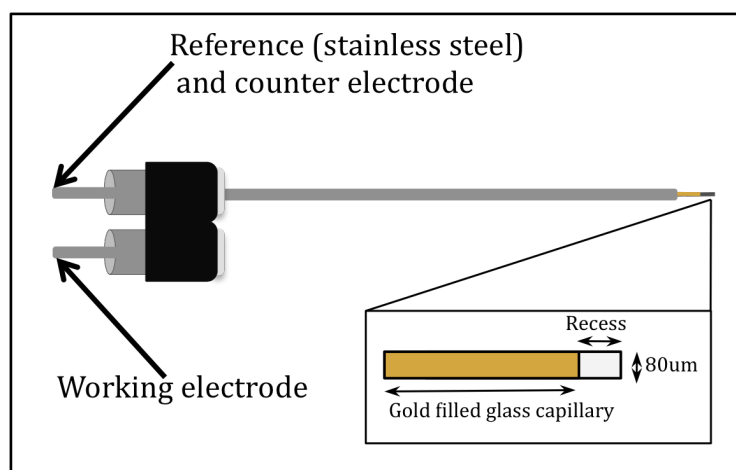 Reference (stainless steel)
and counter electrode
Working electrode
Recess
80um
Gold filled glass capillary